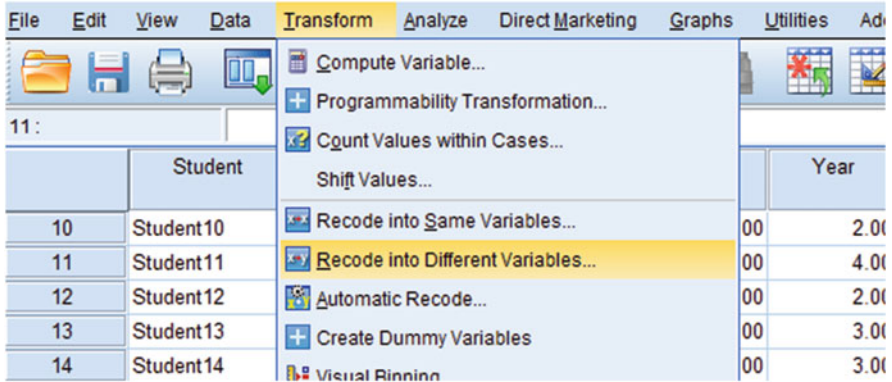 File Edit View Data Transform Analyze Direct Marketing Graphs Utilities
Compute Variable...
Programmability Transformation...
11 :
Count Values within Cases...
Student
Year
Shift Values...
10 Student10 Recode into Same Variables... 00 2.00
11 Student11 Recode into Different Variables... 00 4.00
12 Student12 Automatic Recode... 00 2.00
13 Student13 Create Dummy Variables 00 3.00
14 Student14 Visual Binning 00 3.00